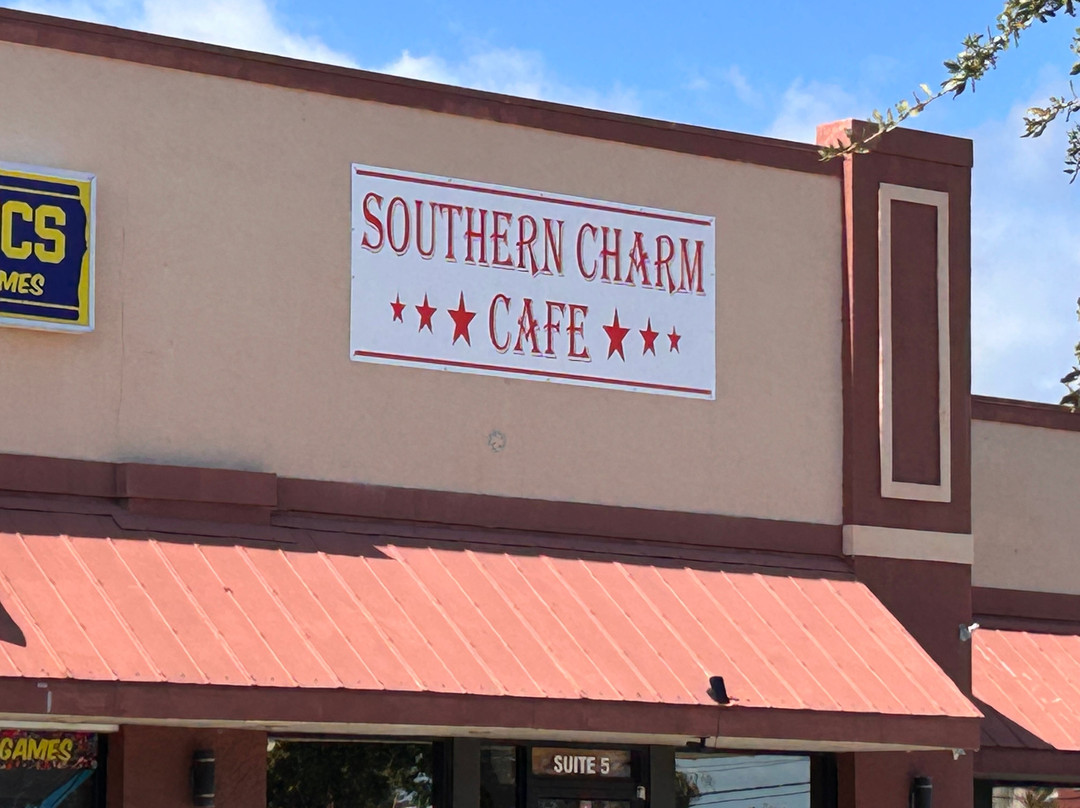 CS
MES
SOUTHERN CHARM
CAFE
GAMES
SUITE 5